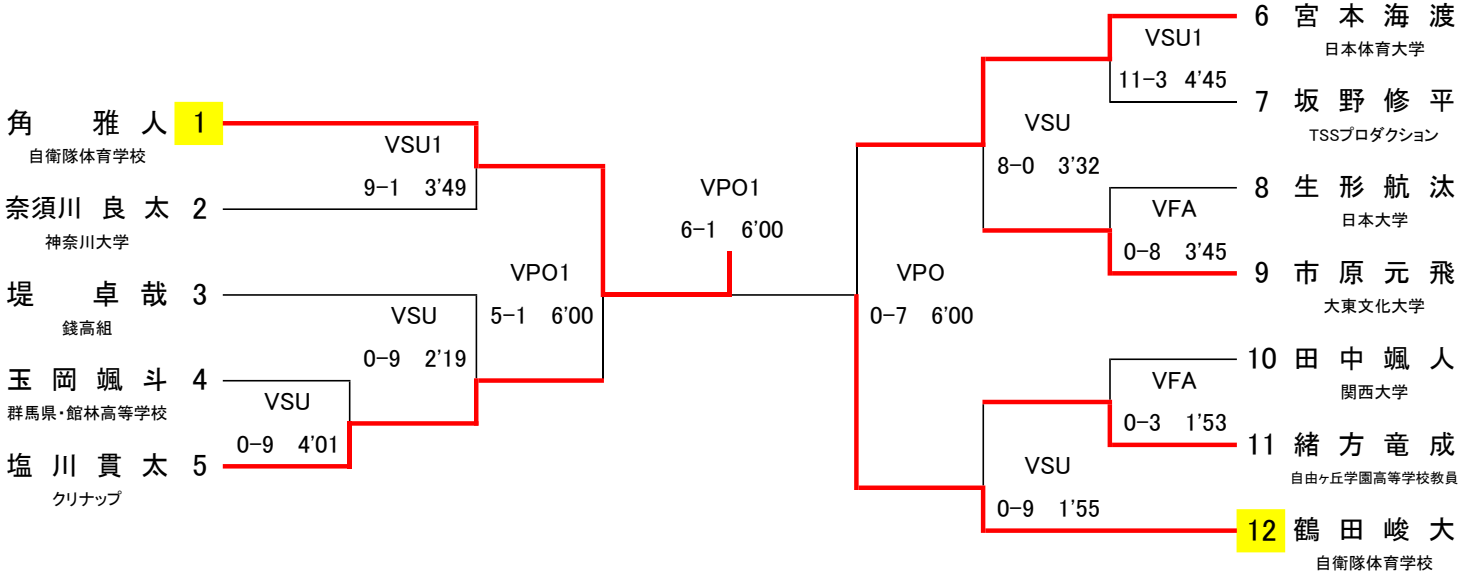 角 雅人 1
自衛隊体育学校
奈須川 良太 2
神奈川大学
堤 卓哉 3
錢高組
玉岡颯斗 4
群馬県・館林高等学校
塩川貫太 5
クリナップ
VSU1
9-1 3'49
VSU
0-9 2'19
VSU
0-9 4'01
VPO1
5-1 6'00
VPO1
6-1 6'00
VPO
0-7 6'00
VSU
8-0 3'32
VSU
0-9 1'55
VSU1
11-3 4'45
VFA
0-8 3'45
VFA
0-3 1'53
6 宮本海渡
日本体育大学
7 坂野修平
TSSプロダクション
8 生形航汰
日本大学
9 市原元飛
大東文化大学
10 田中颯人
関西大学
11 緒方竜成
自由ヶ丘学園高等学校教員
12 鶴田峻大
自衛隊体育学校